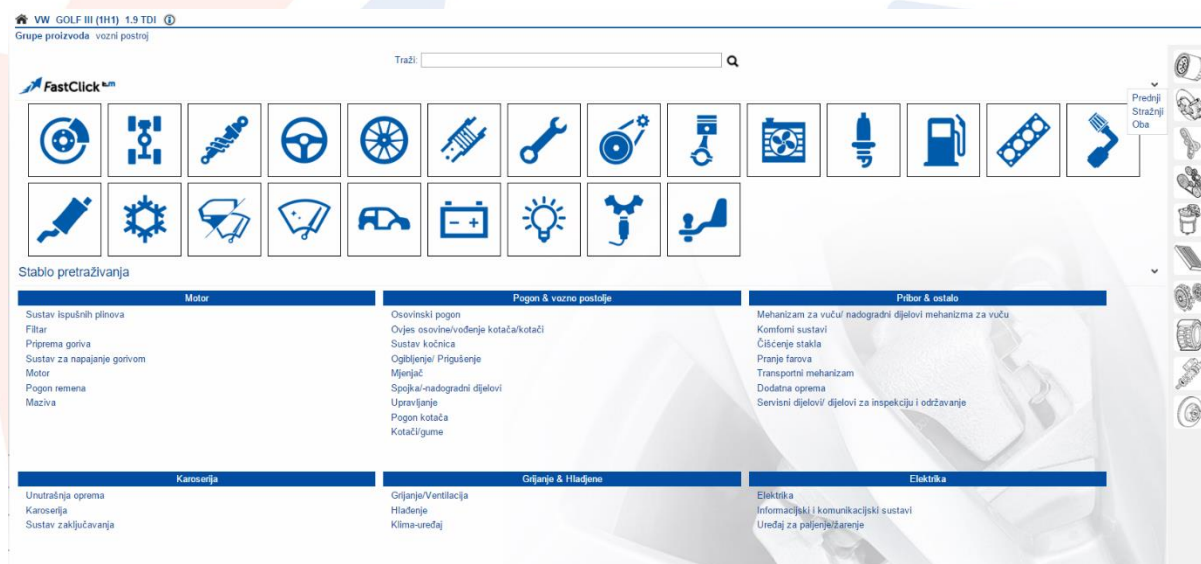 VW GOLF III (1H1) 1.9 TDI
Grupe proizvoda vozni postroj
Traži:
FastClick
Prednji
Stražnji
Oba
Stablo pretraživanja
Motor
Sustav ispušnih plinova
Filtar
Priprema goriva
Sustav za napajanje gorivom
Motor
Pogon remena
Maziva
Pogon & vozno postolje
Osovinski pogon
Ovjes osovine/vođenje kotača/kotači
Sustav kočnica
Ogibljenje/ Prigušenje
Mjenjač
Spojka/-nadogradni dijelovi
Upravljanje
Pogon kotača
Kotači/gume
Pribor & ostalo
Mehanizam za vuču/ nadogradni dijelovi mehanizma za vuču
Komforni sustavi
Čišćenje stakla
Pranje farova
Transportni mehanizam
Dodatna oprema
Servisni dijelovi/ dijelovi za inspekciju i održavanje
Karoserija
Unutrašnja oprema
Karoserija
Sustav zaključavanja
Grijanje & Hlađjene
Grijanje/Ventilacija
Hlađenje
Klima-uređaj
Elektrika
Elektrika
Informacijski i komunikacijski sustavi
Uređaj za paljenje/žarenje